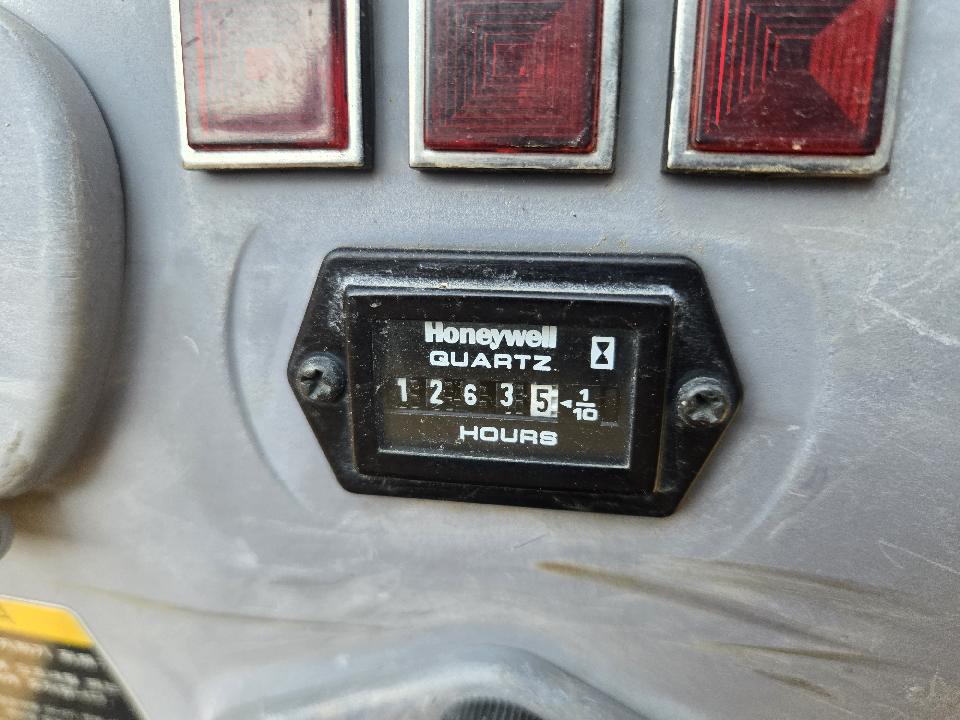 Honeywell
QUARTZ
1 2 6 3 5 1/10
HOURS